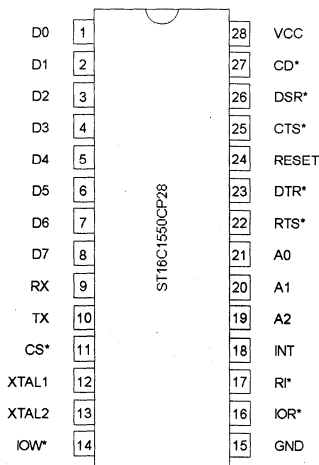 D0 1 28 VCC
D1 2 27 CD*
D2 3 26 DSR*
D3 4 25 CTS*
D4 5 24 RESET
D5 6 23 DTR*
D6 7 22 RTS*
D7 8 21 A0
RX 9 20 A1
TX 10 19 A2
CS* 11 18 INT
XTAL1 12 17 RI*
XTAL2 13 16 IOR*
IOW* 14 15 GND
ST16C1550CP28